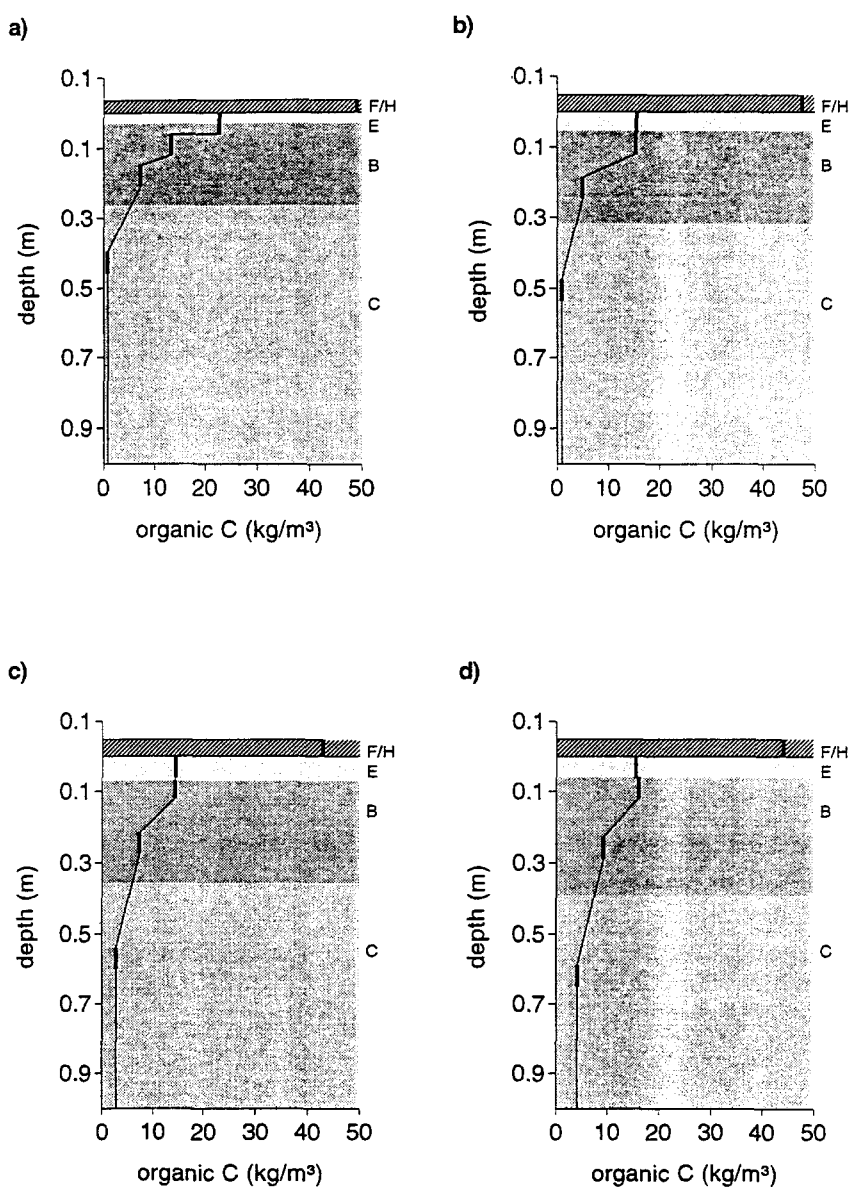 a)
0.1
0.1
0.3
0.5
0.7
0.9
depth (m)
F/H
E
B
C
0 10 20 30 40 50
organic C (kg/m³)
b)
0.1
0.1
0.3
0.5
0.7
0.9
depth (m)
F/H
E
B
C
0 10 20 30 40 50
organic C (kg/m³)
c)
0.1
0.1
0.3
0.5
0.7
0.9
depth (m)
F/H
E
B
C
0 10 20 30 40 50
organic C (kg/m³)
d)
0.1
0.1
0.3
0.5
0.7
0.9
depth (m)
F/H
E
B
C
0 10 20 30 40 50
organic C (kg/m³)